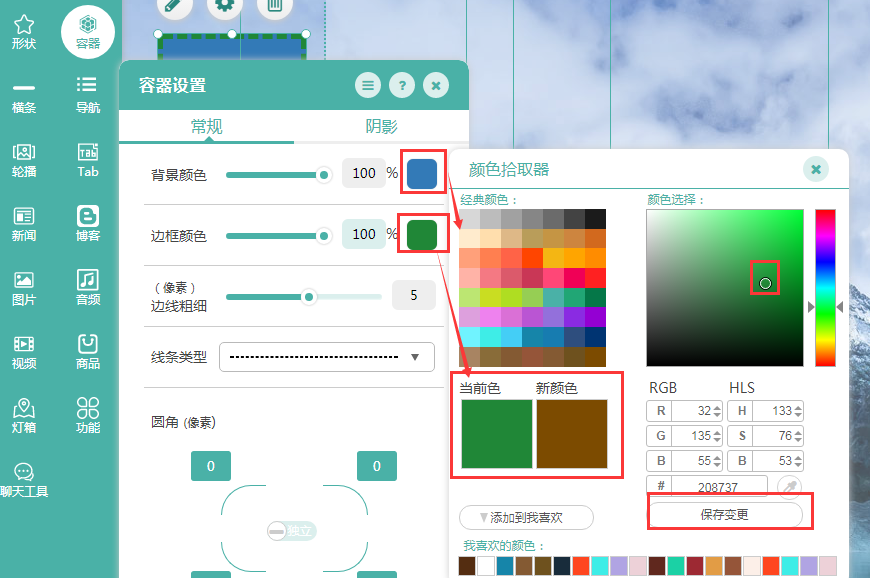 形状
容器
横条
导航
轮播
Tab
新闻
博客
图片
音频
视频
商品
灯箱
功能
聊天工具
容器设置
?
常规
阴影
背景颜色
100 %
边框颜色
100 %
（像素）
边线粗细
5
线条类型
圆角 (像素)
0
0
独立
颜色拾取器
经典颜色：
颜色选择：
当前色
新颜色
RGB
HLS
R 32
H 133
G 135
S 76
B 55
B 53
# 208737
添加到我喜欢
保存变更
我喜欢的颜色：